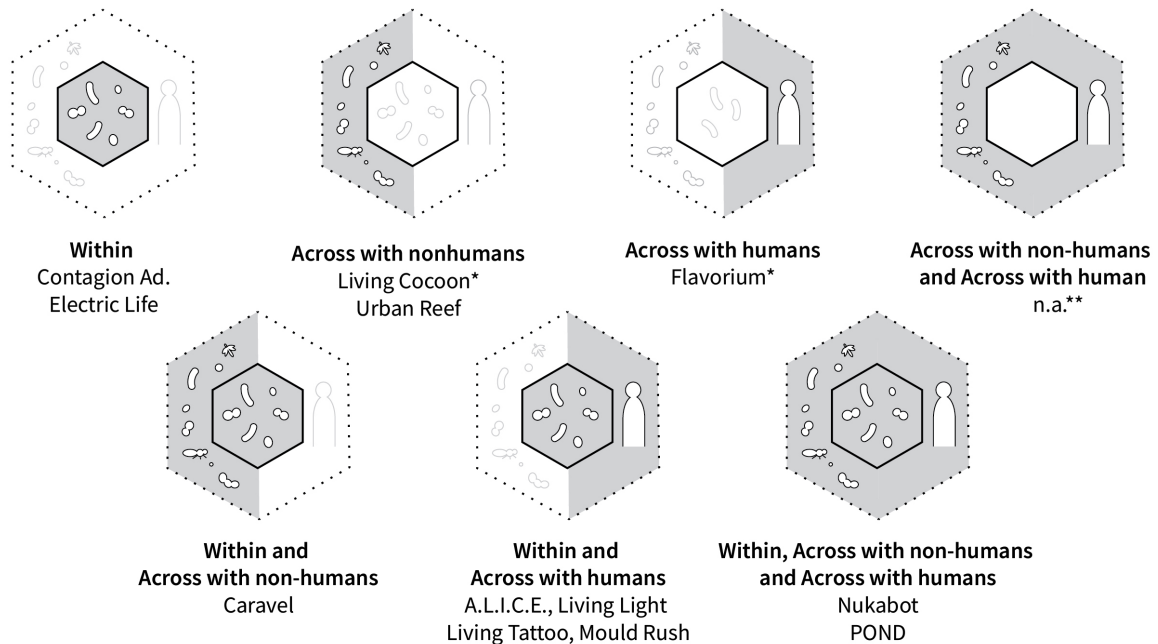 Within
Contagion Ad.
Electric Life
Across with nonhumans
Living Cocoon*
Urban Reef
Across with humans
Flavorium*
Across with non-humans
and Across with human
n.a.**
Within and
Across with non-humans
Caravel
Within and
Across with humans
A.L.I.C.E., Living Light
Living Tattoo, Mould Rush
Within, Across with non-humans
and Across with humans
Nukabot
POND